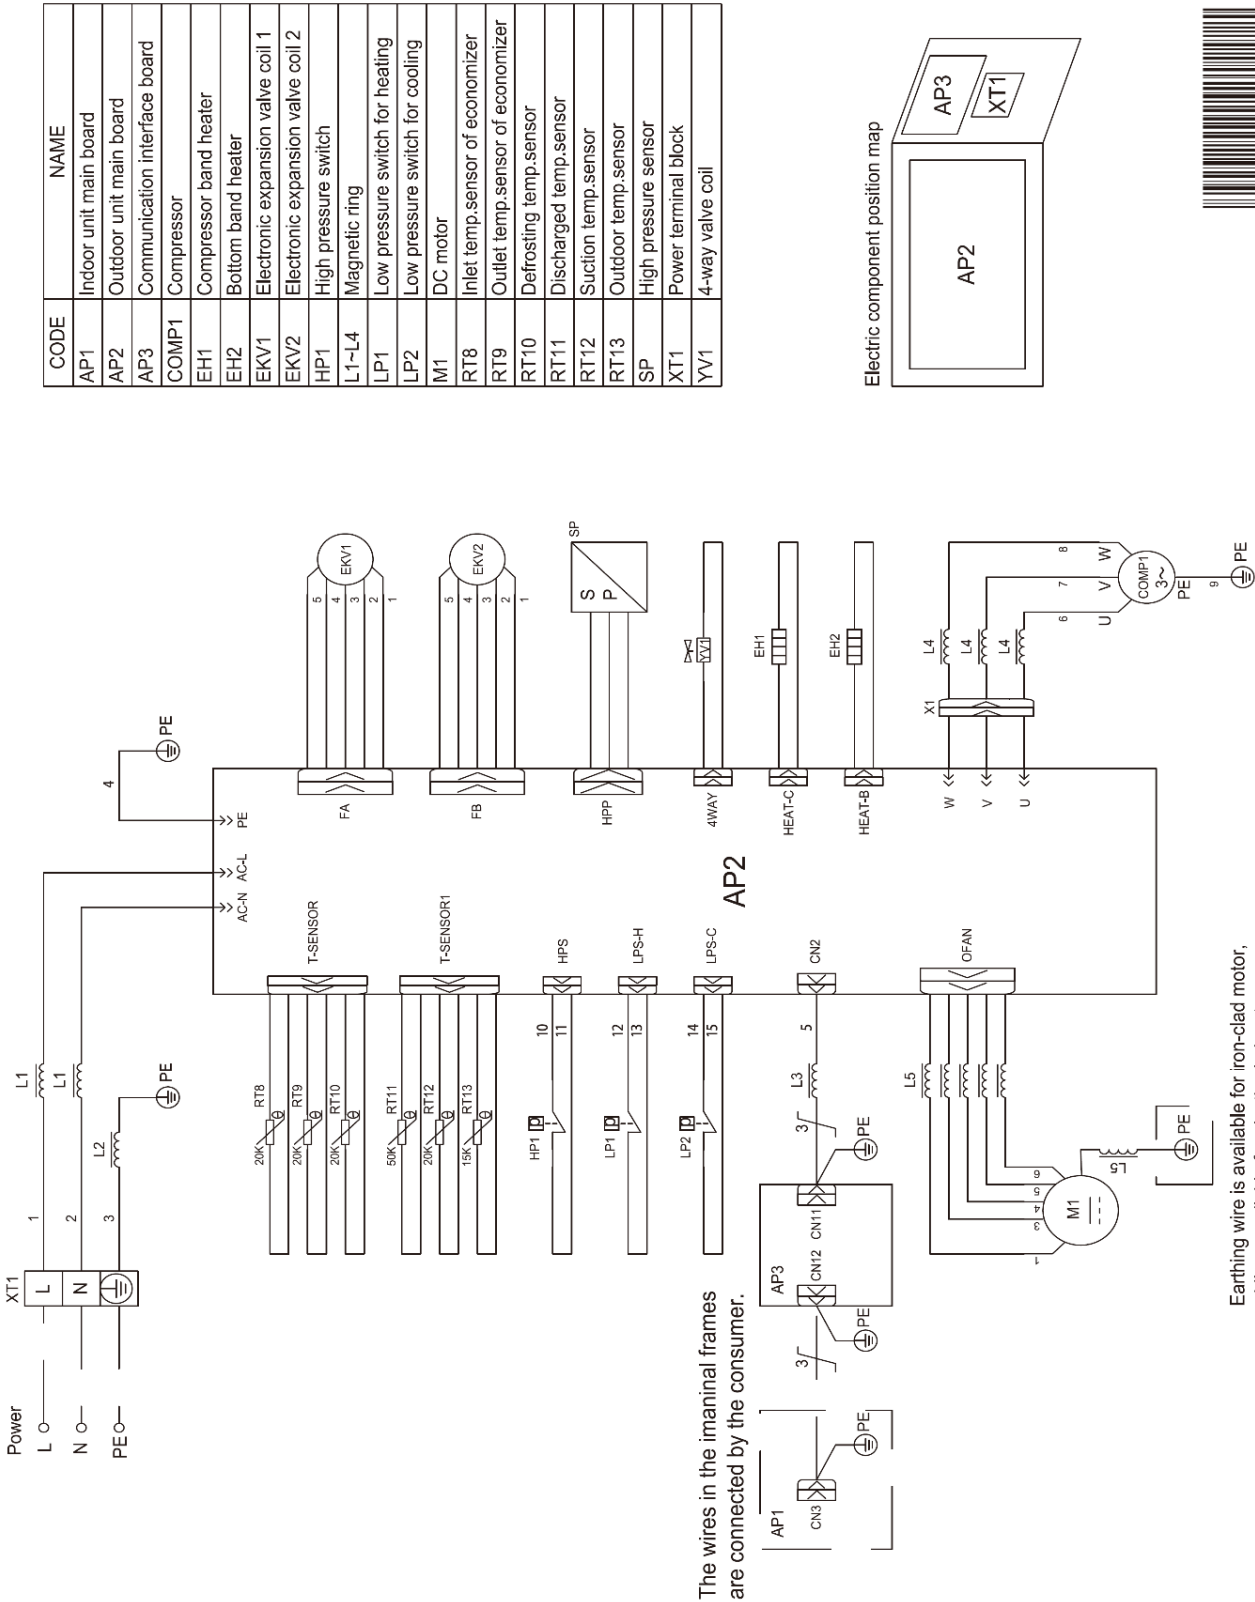 Power
L
N
PE
XT1
L
N
1
2
3
L1
L1
L2
PE
4
PE
AC-N
AC-L
PE
RT8
20K
RT9
20K
RT10
20K
T-SENSOR
RT11
50K
RT12
20K
RT13
15K
T-SENSOR1
HP1
P
10
11
HPS
LP1
P
12
13
LPS-H
LP2
P
14
15
LPS-C
AP2
FA
5
4
3
2
1
EKV1
FB
5
4
3
2
1
EKV2
HPP
S
P
SP
4WAY
YV1
HEAT-C
EH1
HEAT-B
EH2
W
V
U
X1
L4
L4
L4
8
7
6
W
V
U
COMP1
3~
PE
9
PE
The wires in the imaninal frames
are connected by the consumer.
AP1
CN3
PE
3
PE
AP3
CN12
CN11
PE
3
L3
5
CN2
M1
1
3
4
5
6
L5
OFAN
L5
PE
Earthing wire is available for iron-clad motor,
CODE NAME
AP1 Indoor unit main board
AP2 Outdoor unit main board
AP3 Communication interface board
COMP1 Compressor
EH1 Compressor band heater
EH2 Bottom band heater
EKV1 Electronic expansion valve coil 1
EKV2 Electronic expansion valve coil 2
HP1 High pressure switch
L1~L4 Magnetic ring
LP1 Low pressure switch for heating
LP2 Low pressure switch for cooling
M1 DC motor
RT8 Inlet temp.sensor of economizer
RT9 Outlet temp.sensor of economizer
RT10 Defrosting temp.sensor
RT11 Discharged temp.sensor
RT12 Suction temp.sensor
RT13 Outdoor temp.sensor
SP High pressure sensor
XT1 Power terminal block
YV1 4-way valve coil
Electric component position map
AP2
AP3
XT1